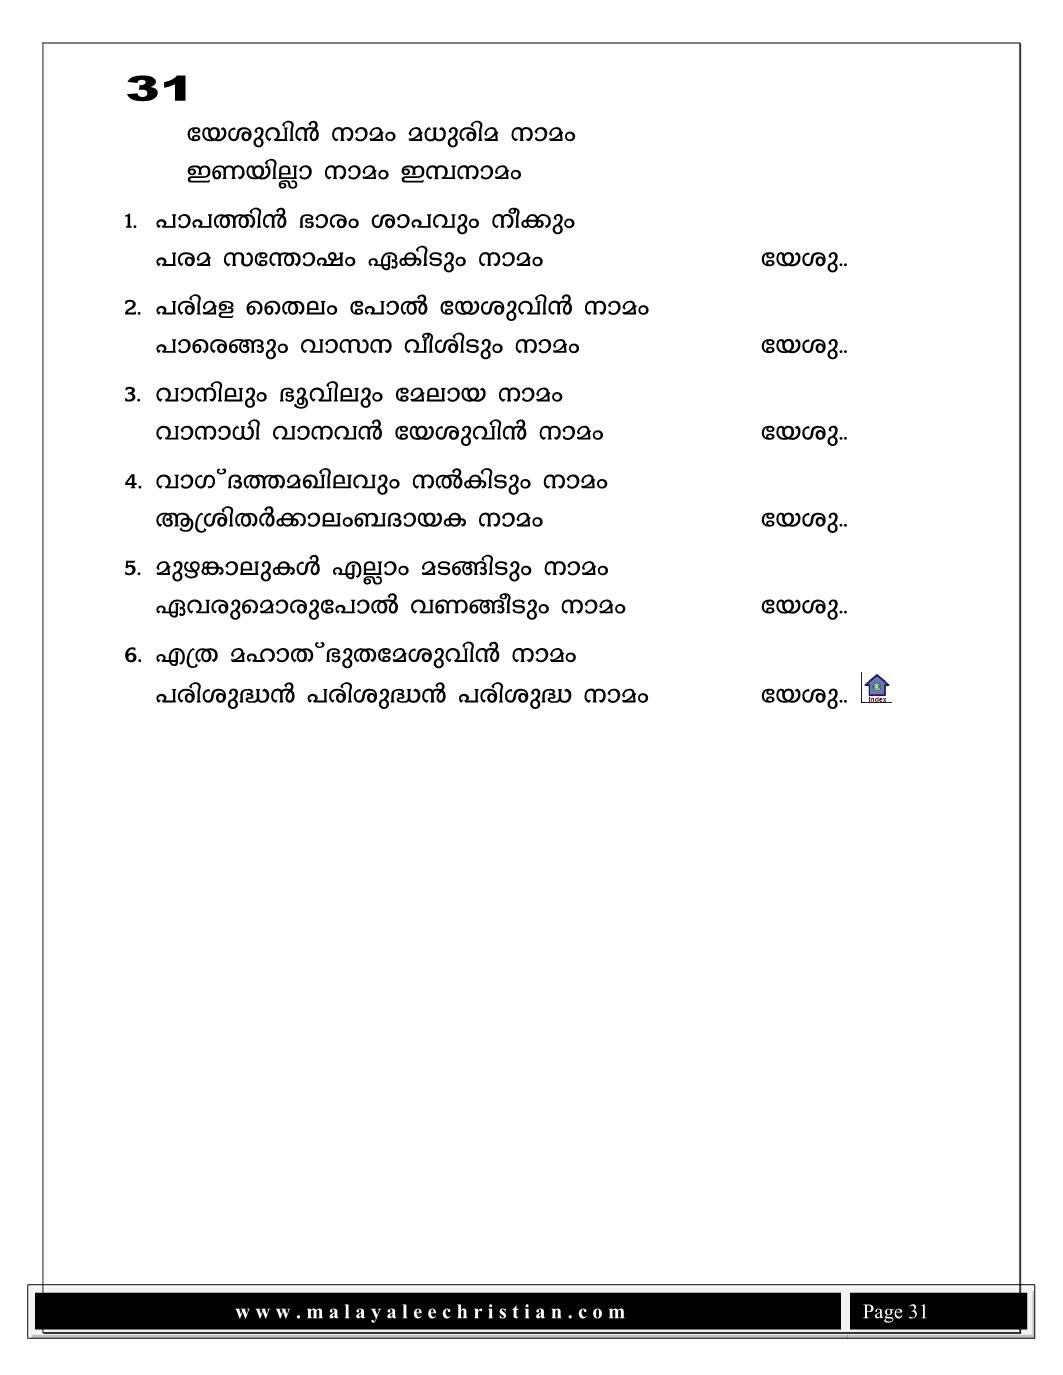 31
യേശുവിൻ നാമം മധുരിമ നാമം
ഇണയില്ലാ നാമം ഇമ്പനാമം
1. പാപത്തിൻ ഭാരം ശാപവും നീക്കും
പരമ സന്തോഷം ഏകിടും നാമം യേശു..
2. പരിമള തൈലം പോൽ യേശുവിൻ നാമം
പാരെങ്ങും വാസന വീശിടും നാമം യേശു..
3. വാനിലും ഭൂവിലും മേലായ നാമം
വാനാധി വാനവൻ യേശുവിൻ നാമം യേശു..
4. വാഗ്ദത്തമഖിലവും നൽകിടും നാമം
ആശ്രിതർക്കാലംബദായക നാമം യേശു..
5. മുഴങ്കാലുകൾ എല്ലാം മടങ്ങിടും നാമം
ഏവരുമൊരുപോൽ വണങ്ങീടും നാമം യേശു..
6. എത്ര മഹാത്ഭുതമേശുവിൻ നാമം
പരിശുദ്ധൻ പരിശുദ്ധൻ പരിശുദ്ധ നാമം യേശു.. Index
www.malayaleechristian.com Page 31